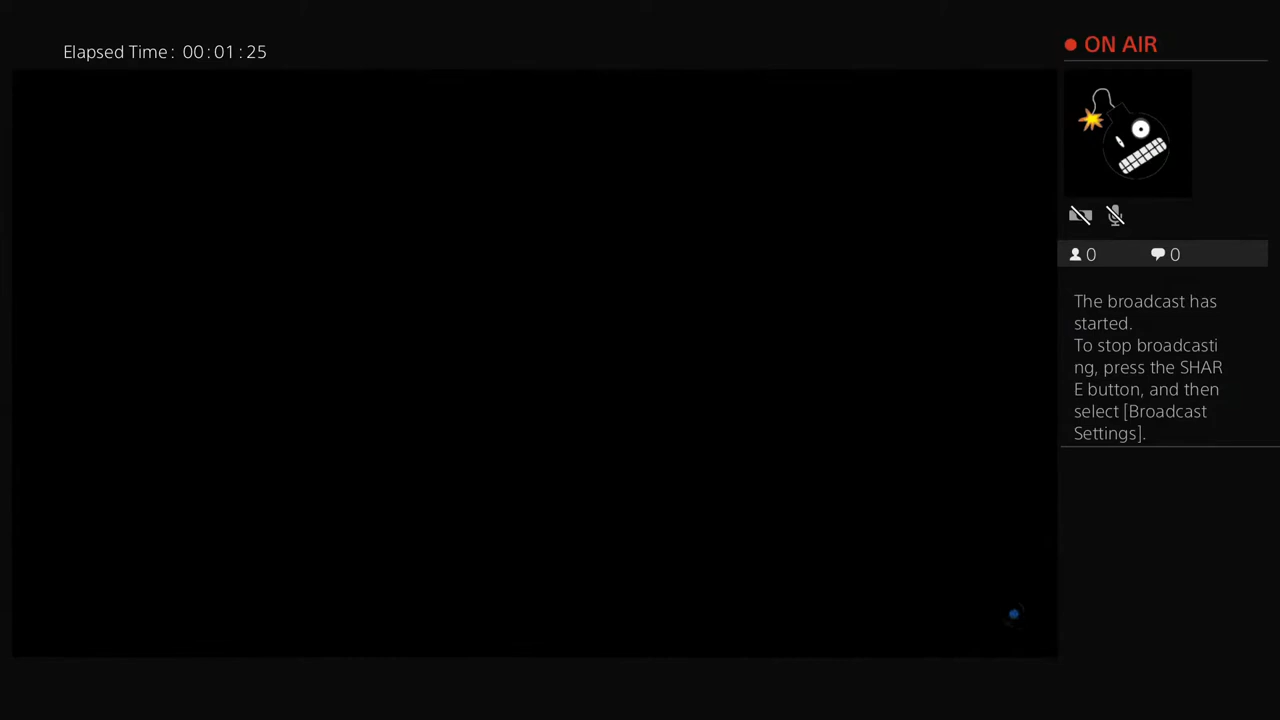 Elapsed Time: 00:01:25
ON AIR
0 0
The broadcast has
started.
To stop broadcasti
ng, press the SHAR
E button, and then
select [Broadcast
Settings].